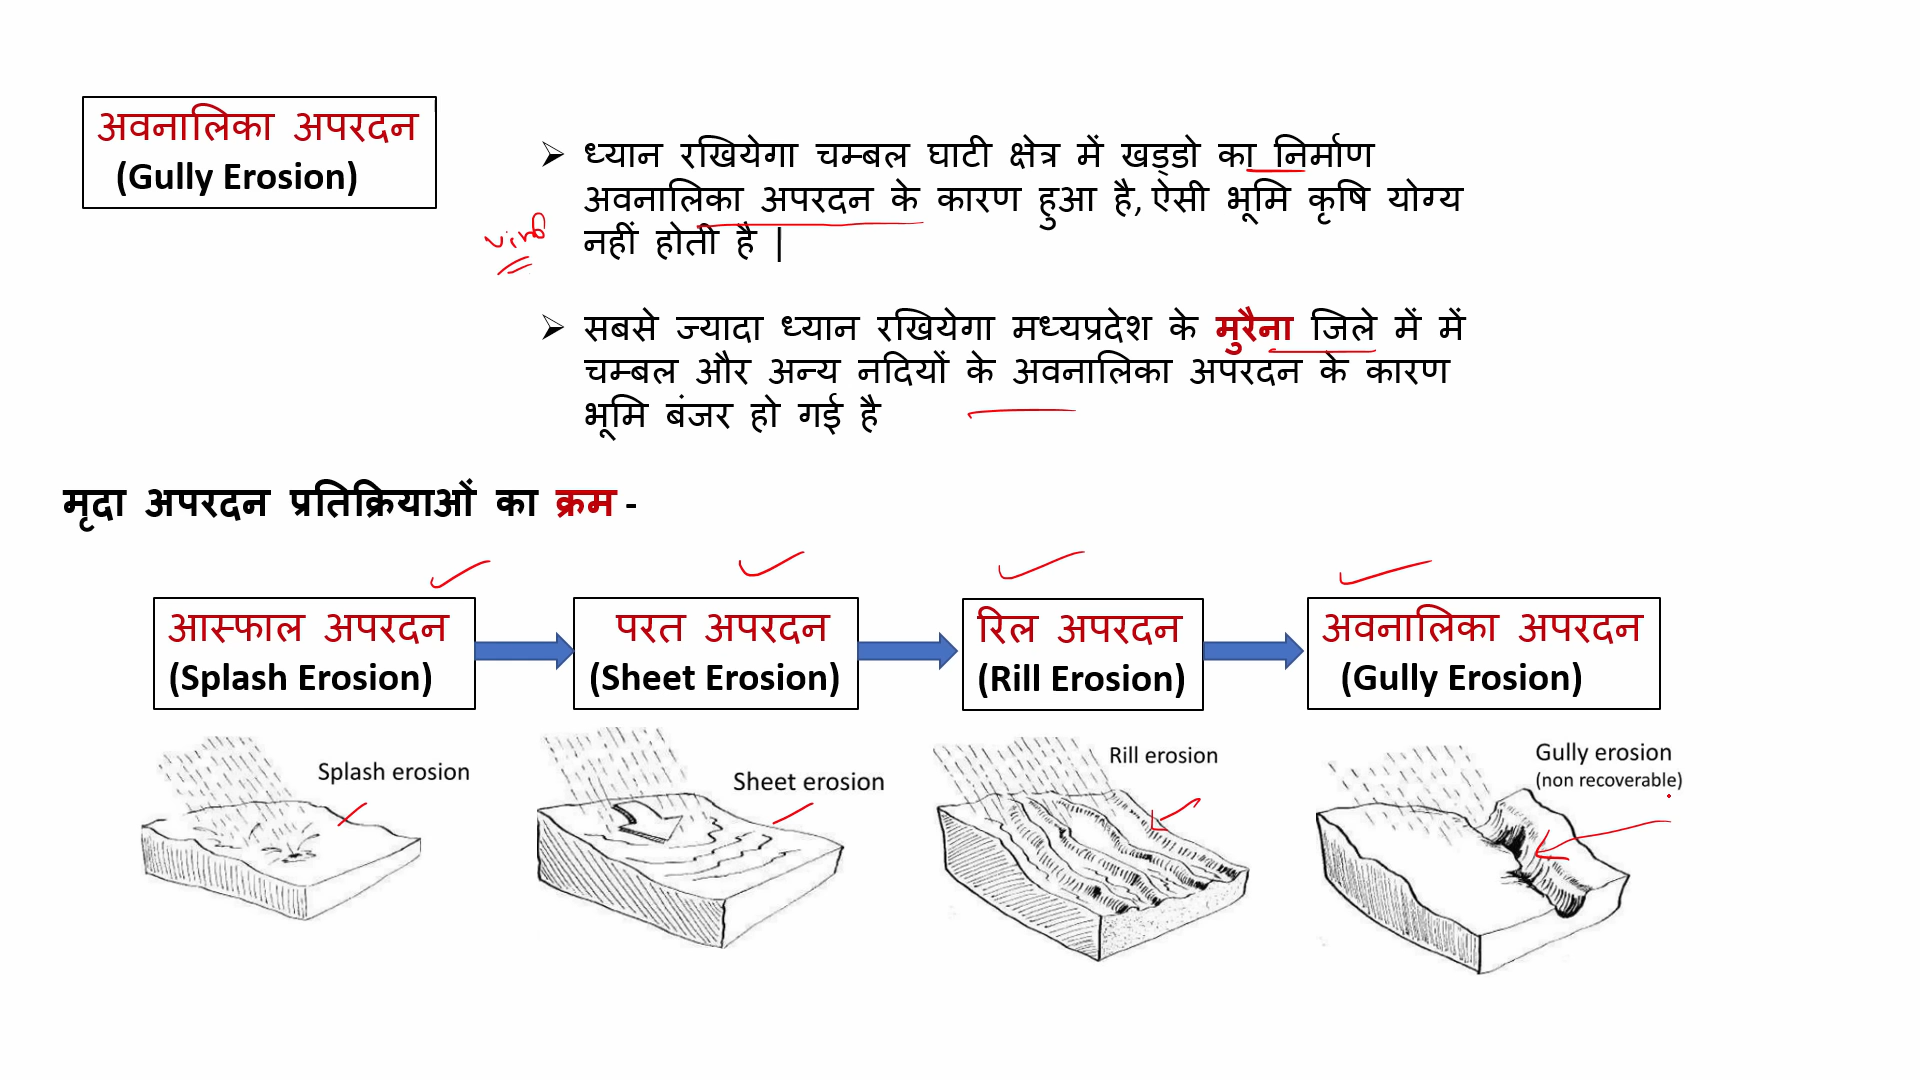 अवनालिका अपरदन
(Gully Erosion)
➢ ध्यान रखियेगा चम्बल घाटी क्षेत्र में खड्डो का निर्माण
अवनालिका अपरदन के कारण हुआ है, ऐसी भूमि कृषि योग्य
नहीं होती है |
➢ सबसे ज्यादा ध्यान रखियेगा मध्यप्रदेश के मुरैना जिले में में
चम्बल और अन्य नदियों के अवनालिका अपरदन के कारण
भूमि बंजर हो गई है
मृदा अपरदन प्रतिक्रियाओं का क्रम -
आस्फाल अपरदन
(Splash Erosion)
परत अपरदन
(Sheet Erosion)
रिल अपरदन
(Rill Erosion)
अवनालिका अपरदन
(Gully Erosion)
Splash erosion
Sheet erosion
Rill erosion
Gully erosion
(non recoverable)